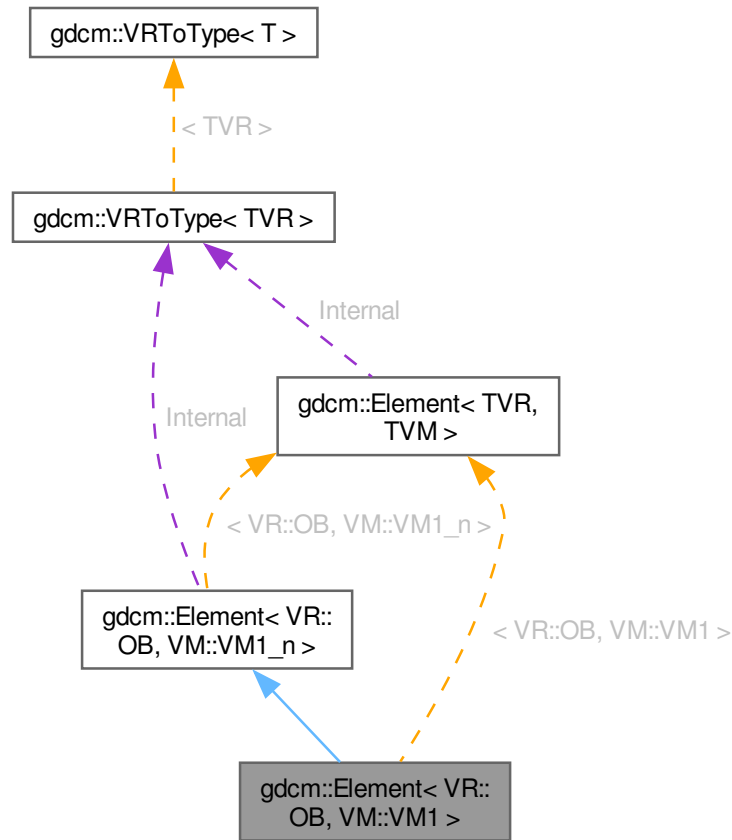 gdcm::VRToType< T >
< TVR >
gdcm::VRToType< TVR >
Internal
gdcm::Element< TVR,
TVM >
Internal
< VR::OB, VM::VM1_n >
gdcm::Element< VR::
OB, VM::VM1_n >
< VR::OB, VM::VM1 >
gdcm::Element< VR::
OB, VM::VM1 >